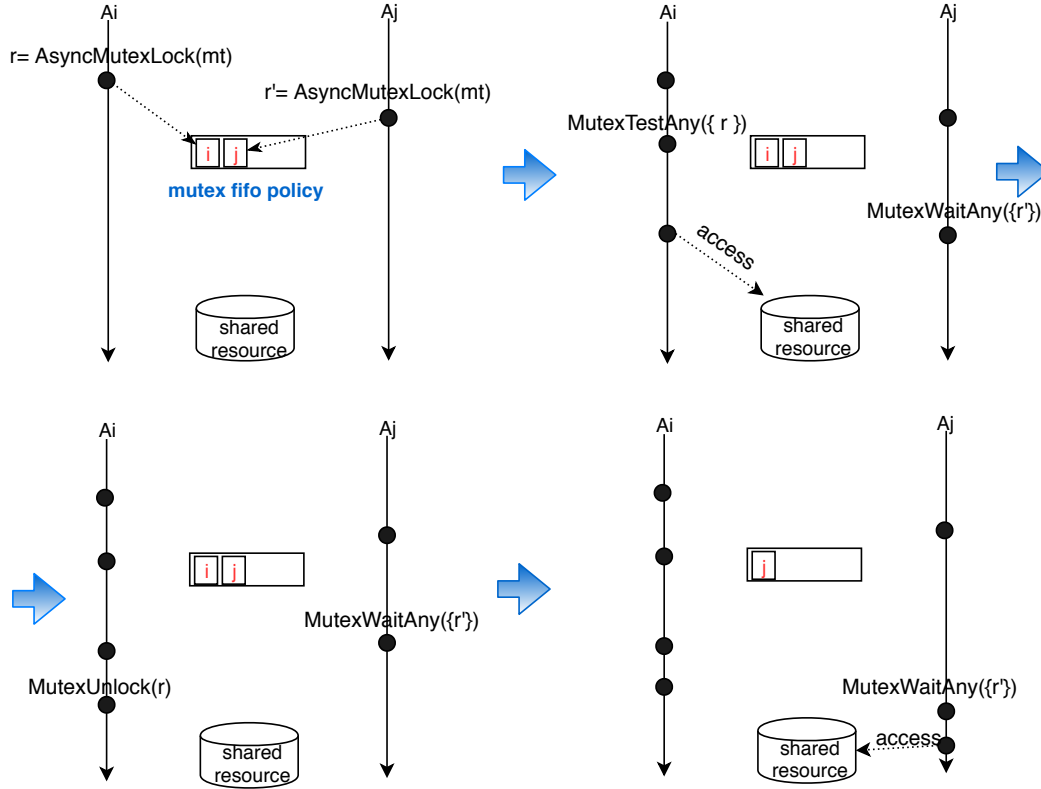 Ai
Aj
r= AsyncMutexLock(mt)
r'= AsyncMutexLock(mt)
i
j
mutex fifo policy
shared
resource
Ai
Aj
MutexTestAny({ r })
i
j
MutexWaitAny({r'})
access
shared
resource
Ai
Aj
i
j
MutexWaitAny({r'})
MutexUnlock(r)
shared
resource
Ai
Aj
j
MutexWaitAny({r'})
access
shared
resource